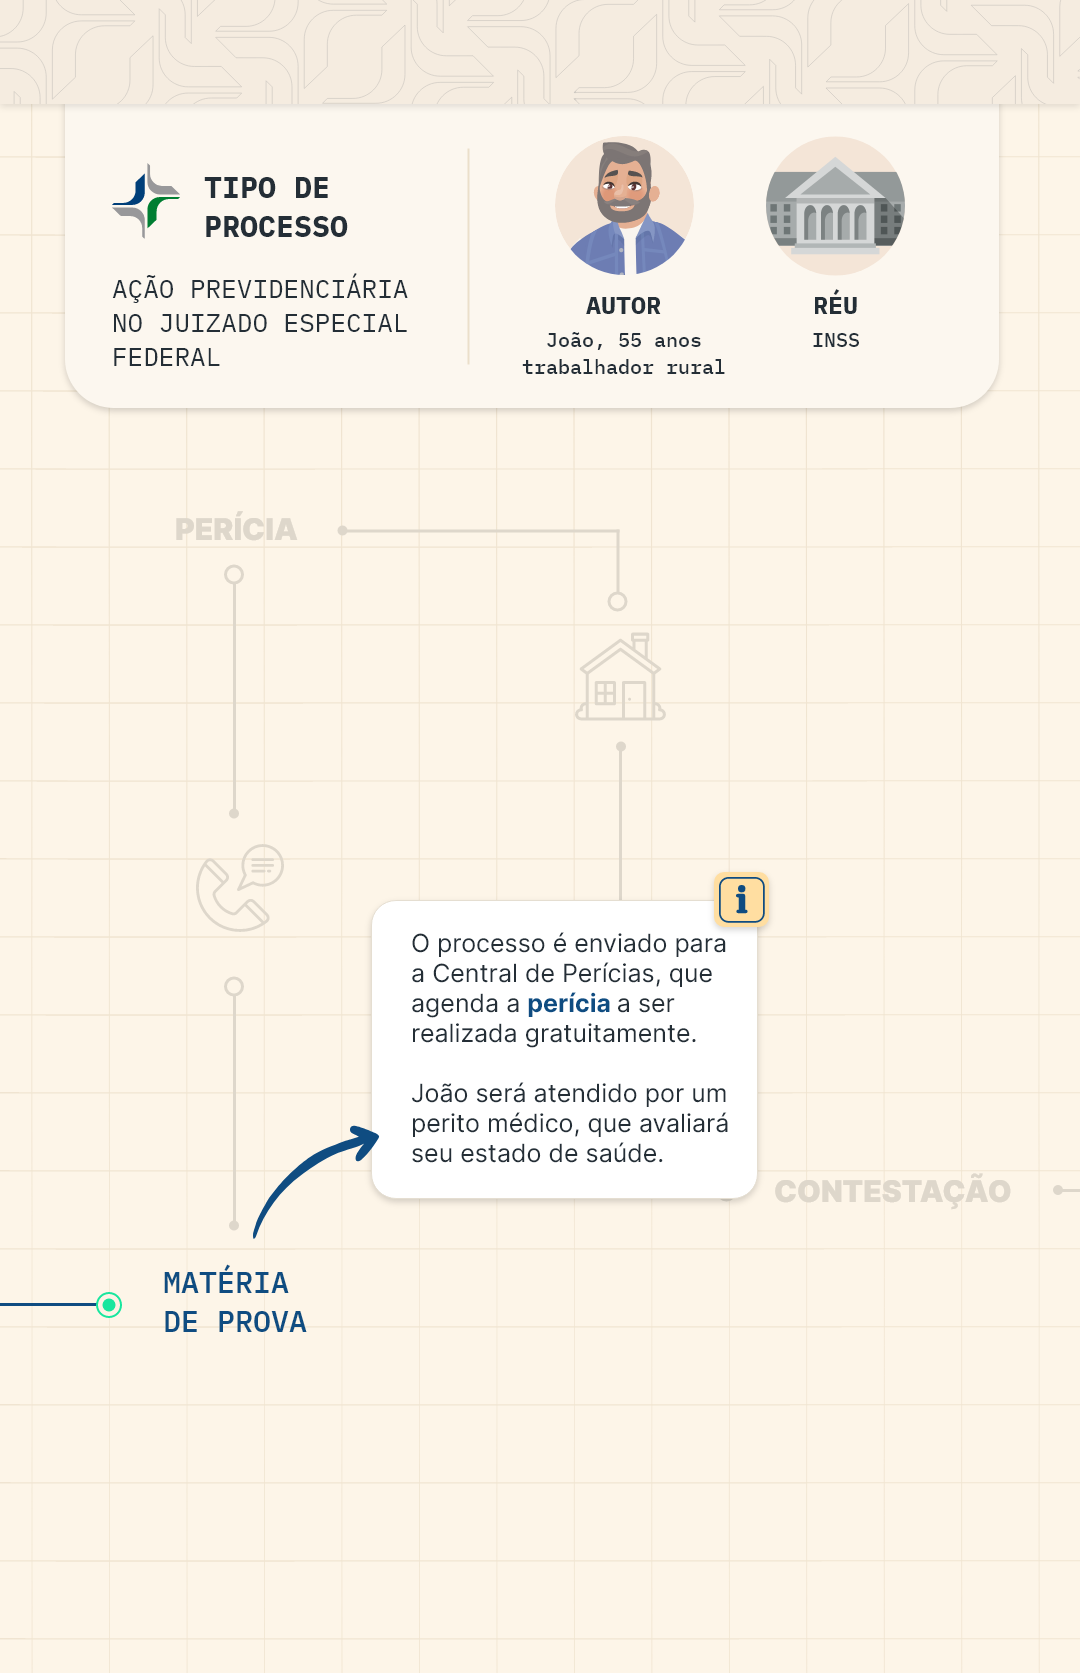 TIPO DE
PROCESSO
AÇÃO PREVIDENCIÁRIA
NO JUIZADO ESPECIAL
FEDERAL
AUTOR
João, 55 anos
trabalhador rural
RÉU
INSS
PERÍCIA
i
O processo é enviado para
a Central de Perícias, que
agenda a perícia a ser
realizada gratuitamente.
João será atendido por um
perito médico, que avaliará
seu estado de saúde.
CONTESTAÇÃO
MATÉRIA
DE PROVA